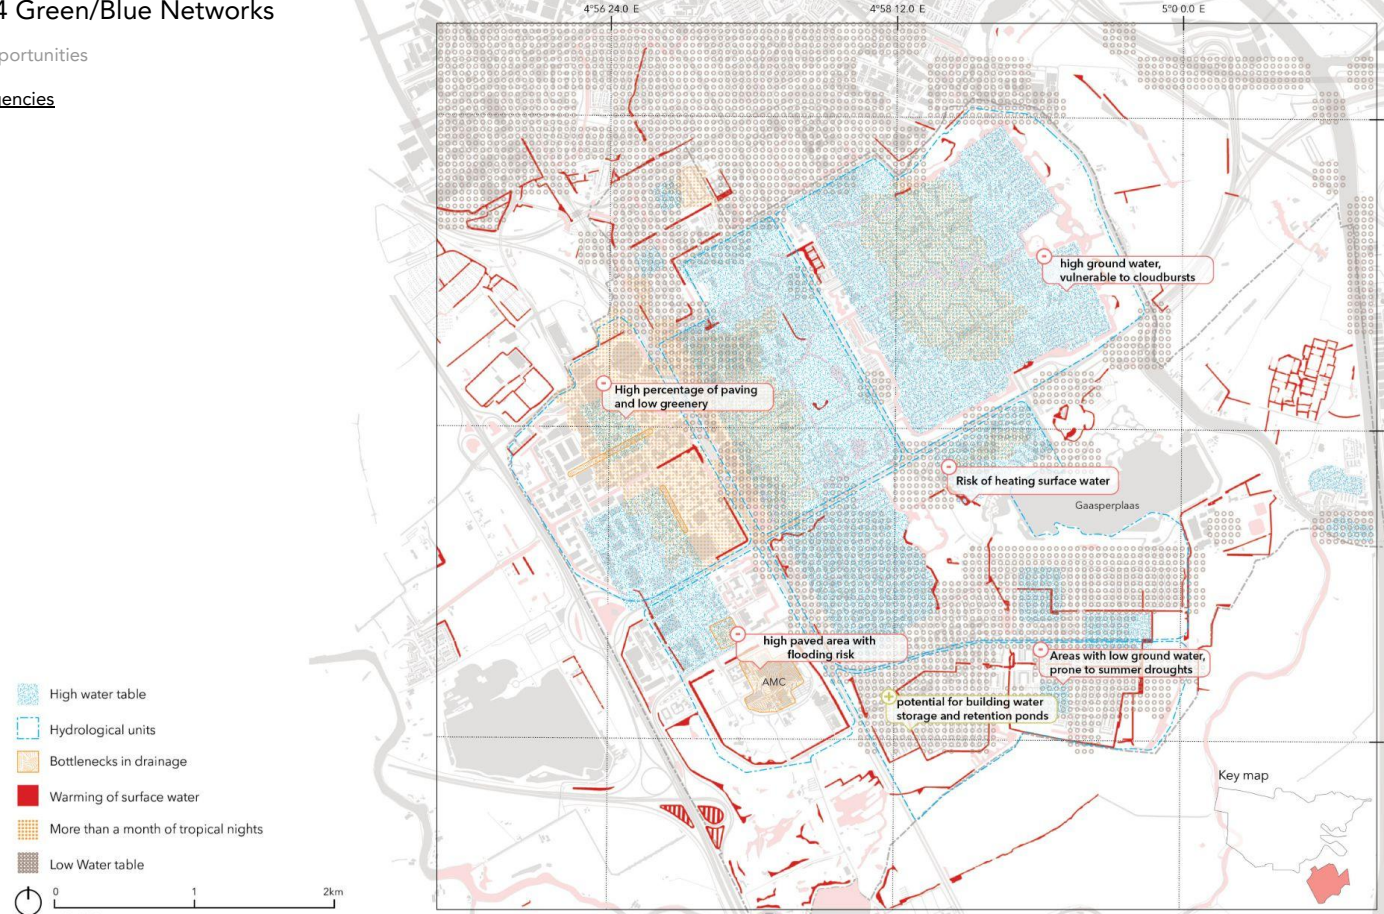 4 Green/Blue Networks
portunities
gencies
4°56 24.0 E
4°58 12.0 E
5°0 0.0 E
high ground water,
vulnerable to cloudbursts
High percentage of paving
and low greenery
Risk of heating surface water
Gaasperplaas
high paved area with
flooding risk
Areas with low ground water,
prone to summer droughts
AMC
potential for building water
storage and retention ponds
High water table
Hydrological units
Bottlenecks in drainage
Warming of surface water
More than a month of tropical nights
Low Water table
0 1 2km
Key map